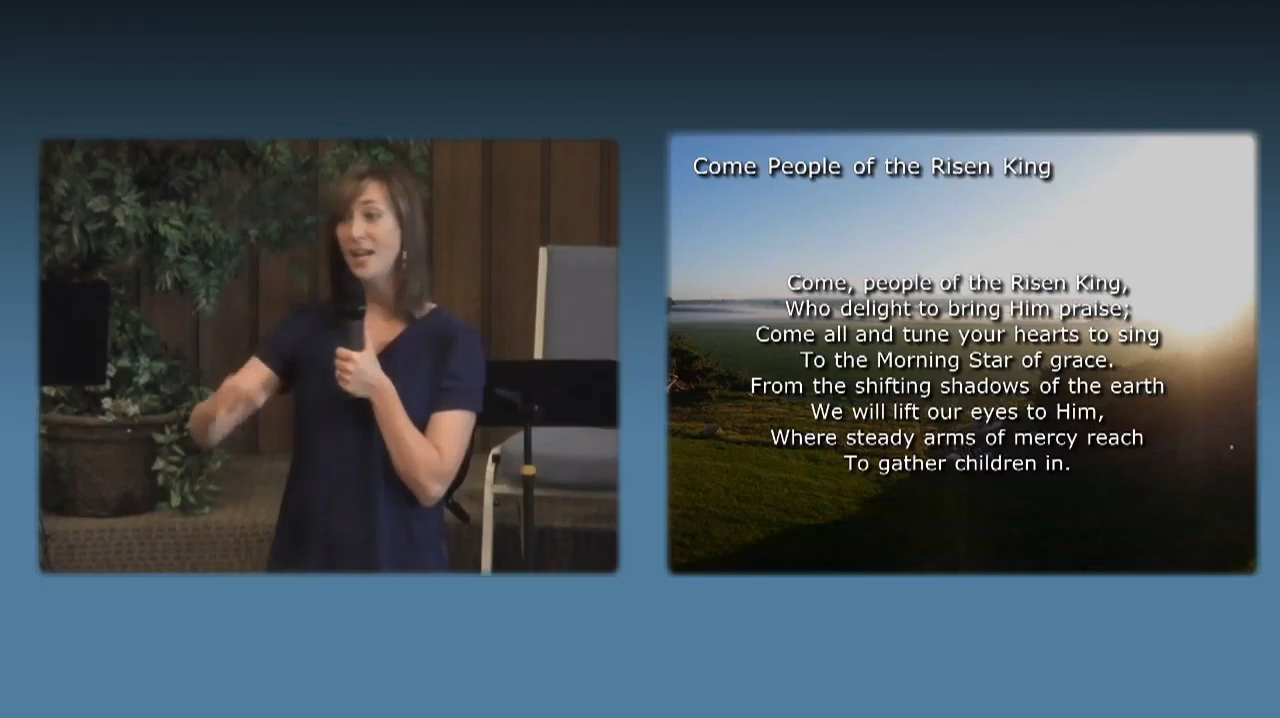 Come People of the Risen King
Come, people of the Risen King,
Who delight to bring Him praise;
Come all and tune your hearts to sing
To the Morning Star of grace.
From the shifting shadows of the earth
We will lift our eyes to Him,
Where steady arms of mercy reach
To gather children in.